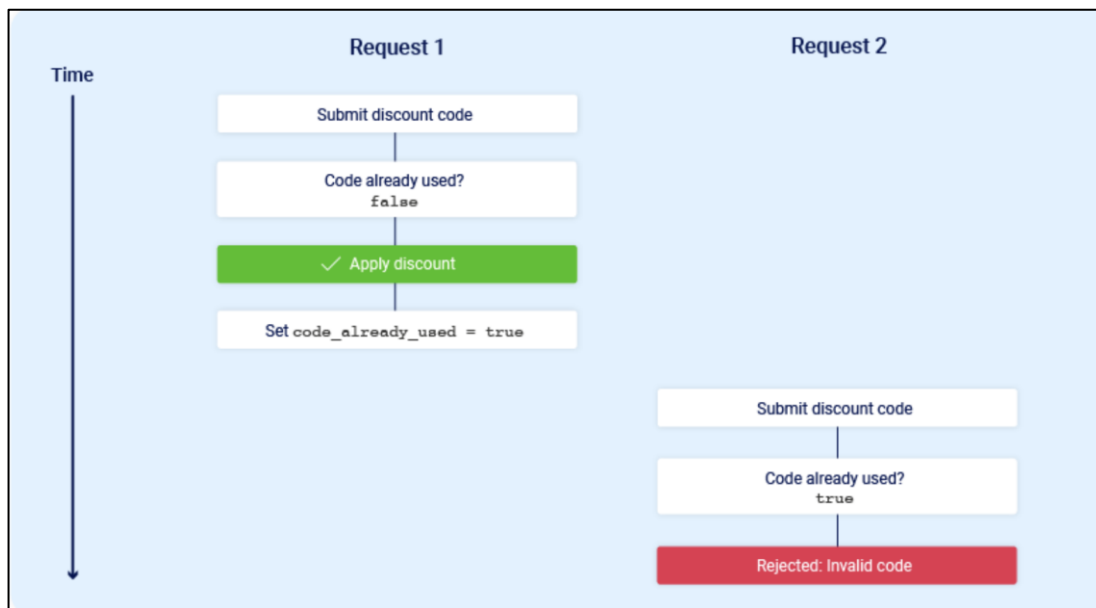 Request 1
Request 2
Time
Submit discount code
Code already used?
false
Apply discount
Set code_already_used = true
Submit discount code
Code already used?
true
Rejected: Invalid code